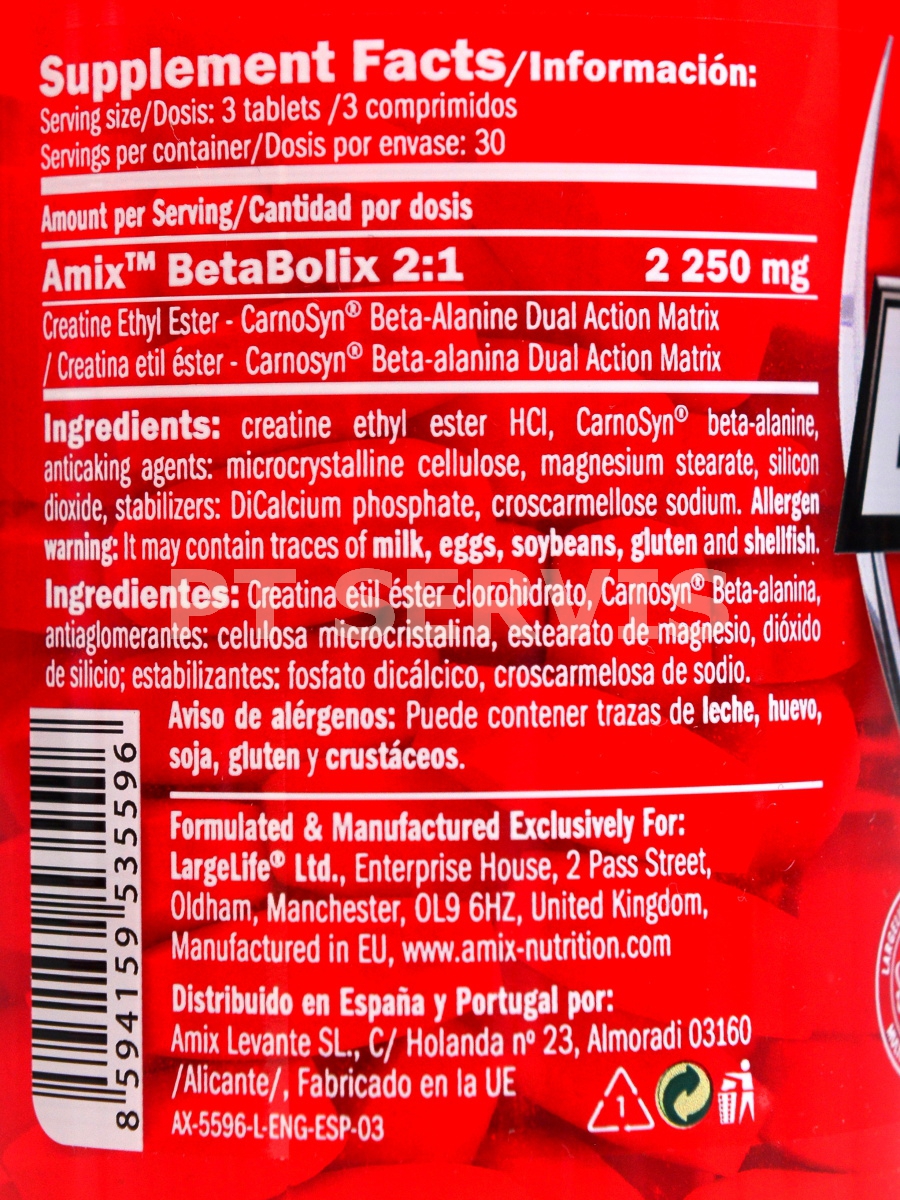 Supplement Facts/Información:
Serving size/Dosis: 3 tablets /3 comprimidos
Servings per container/Dosis por envase: 30
Amount per Serving/Cantidad por dosis
Amix™ BetaBolix 2:1 2 250 mg
Creatine Ethyl Ester - CarnoSyn® Beta-Alanine Dual Action Matrix
/ Creatina etil éster - Carnosyn® Beta-alanina Dual Action Matrix
Ingredients: creatine ethyl ester HCl, CarnoSyn® beta-alanine,
anticaking agents: microcrystalline cellulose, magnesium stearate, silicon
dioxide, stabilizers: DiCalcium phosphate, croscarmellose sodium. Allergen
warning: It may contain traces of milk, eggs, soybeans, gluten and shellfish.
PT SERVIS
Ingredientes: Creatina etil éster clorohidrato, Carnosyn® Beta-alanina,
antiaglomerantes: celulosa microcristalina, estearato de magnesio, dióxido
de silicio; estabilizantes: fosfato dicálcico, croscarmelosa de sodio.
Aviso de alérgenos: Puede contener trazas de leche, huevo,
soja, gluten y crustáceos.
Formulated & Manufactured Exclusively For:
LargeLife® Ltd., Enterprise House, 2 Pass Street,
Oldham, Manchester, OL9 6HZ, United Kingdom,
Manufactured in EU, www.amix-nutrition.com
Distribuido en España y Portugal por:
Amix Levante SL., C/ Holanda nº 23, Almoradi 03160
/Alicante/, Fabricado en la UE
AX-5596-L-ENG-ESP-03
1
8 594159 535596